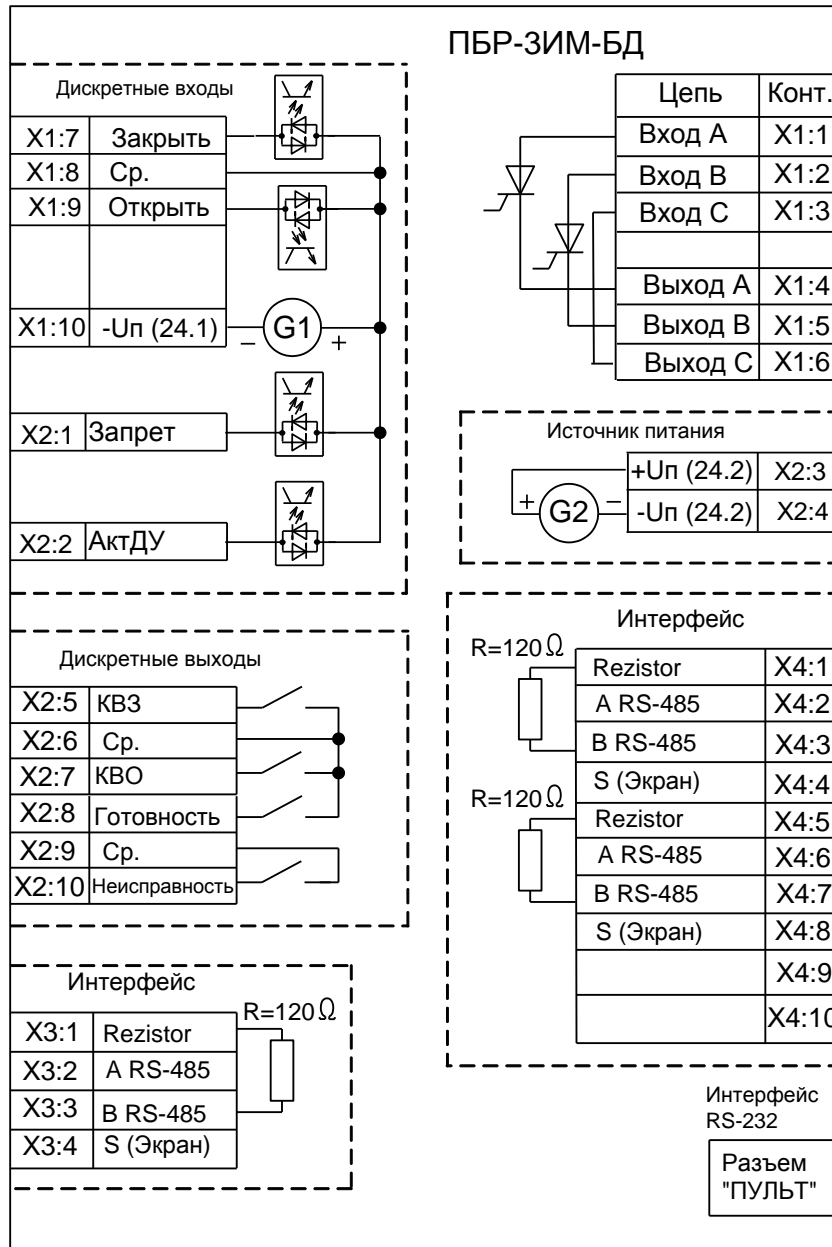 ПБР-3ИМ-БД
Дискретные входы
X1:7 Закрыть
X1:8 Ср.
X1:9 Открыть
X1:10 -Uп (24.1)
– G1 +
X2:1 Запрет
X2:2 АктДУ
Цепь Конт.
Вход А X1:1
Вход В X1:2
Вход С X1:3
Выход А X1:4
Выход В X1:5
Выход С X1:6
Источник питания
+ G2 –
+Uп (24.2) X2:3
-Uп (24.2) X2:4
Дискретные выходы
X2:5 КВЗ
X2:6 Ср.
X2:7 КВО
X2:8 Готовность
X2:9 Ср.
X2:10 Неисправность
Интерфейс
R=120 Ω
Rezistor X4:1
A RS-485 X4:2
B RS-485 X4:3
S (Экран) X4:4
R=120 Ω
Rezistor X4:5
A RS-485 X4:6
B RS-485 X4:7
S (Экран) X4:8
X4:9
X4:10
Интерфейс
R=120 Ω
X3:1 Rezistor
X3:2 A RS-485
X3:3 B RS-485
X3:4 S (Экран)
Интерфейс
RS-232
Разъем
"ПУЛЬТ"